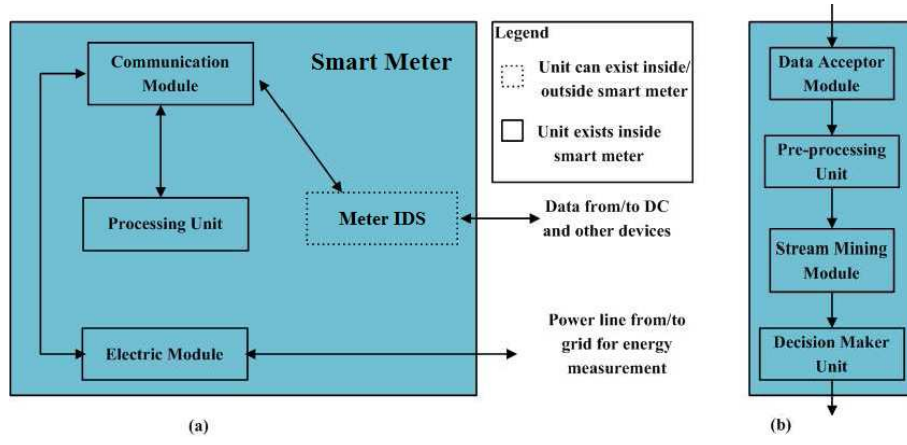 Communication
Module
Smart Meter
Processing Unit
Meter IDS
Electric Module
Legend
Unit can exist inside/
outside smart meter
Unit exists inside
smart meter
Data from/to DC
and other devices
Power line from/to
grid for energy
measurement
(a)
Data Acceptor
Module
Pre-processing
Unit
Stream Mining
Module
Decision Maker
Unit
(b)